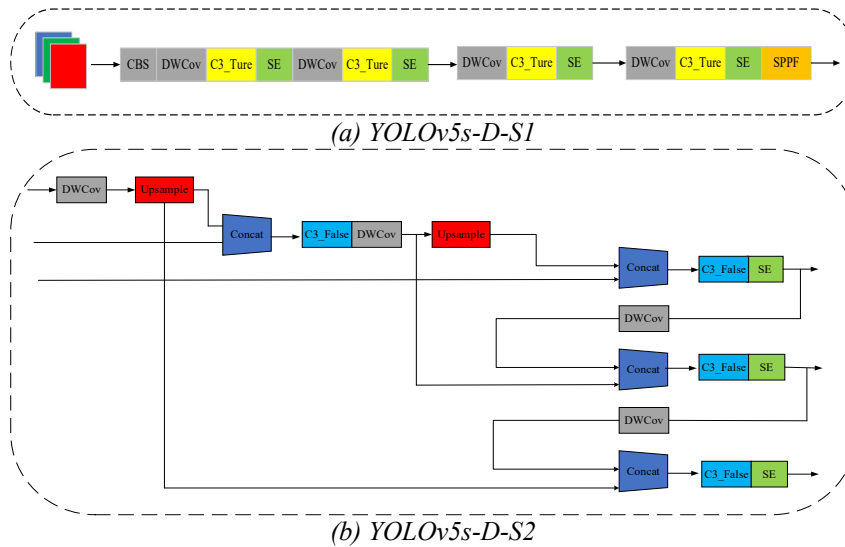 CBS DWCov C3_Ture SE DWCov C3_Ture SE DWCov C3_Ture SE DWCov C3_Ture SE SPPF
(a) YOLOv5s-D-S1
DWCov Upsample
Concat C3_False DWCov Upsample
Concat C3_False SE
DWCov
Concat C3_False SE
DWCov
Concat C3_False SE
(b) YOLOv5s-D-S2